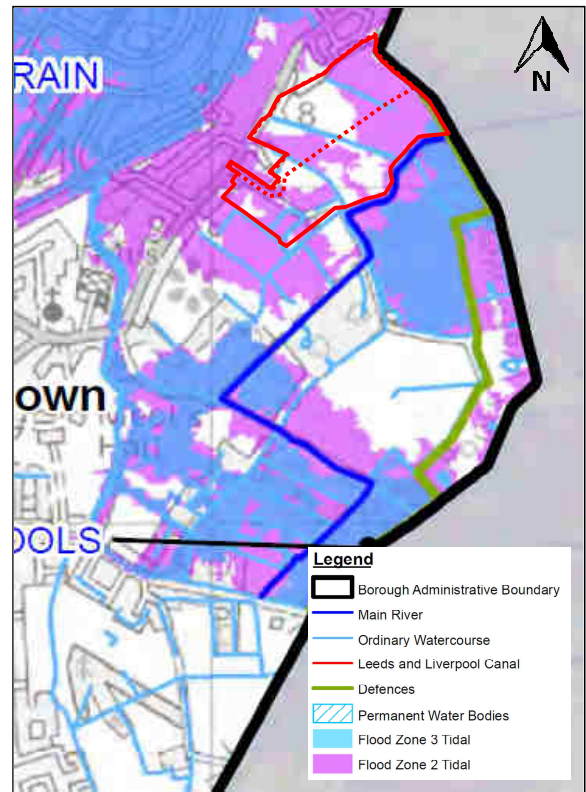 RAIN
N
8
own
OOLS
Legend
Borough Administrative Boundary
Main River
Ordinary Watercourse
Leeds and Liverpool Canal
Defences
Permanent Water Bodies
Flood Zone 3 Tidal
Flood Zone 2 Tidal